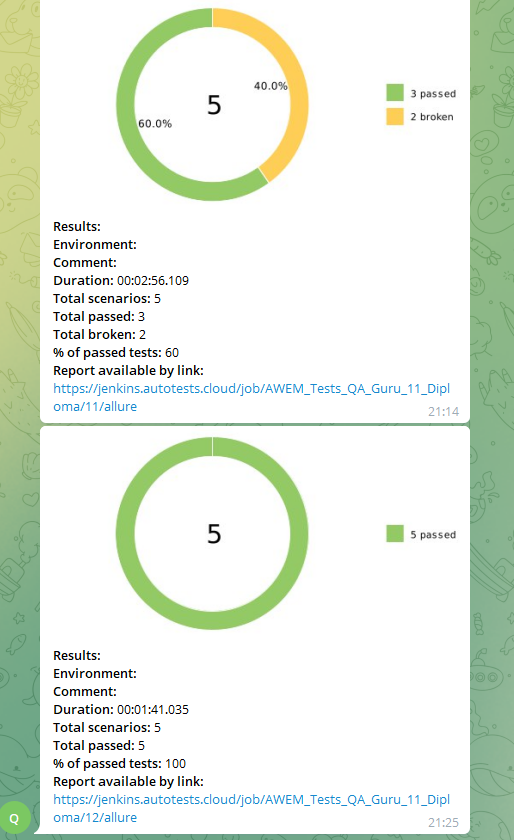 40.0%
5
60.0%
3 passed
2 broken
Results:
Environment:
Comment:
Duration: 00:02:56.109
Total scenarios: 5
Total passed: 3
Total broken: 2
% of passed tests: 60
Report available by link:
https://jenkins.autotests.cloud/job/AWEM_Tests_QA_Guru_11_Dipl
oma/11/allure
21:14
5
5 passed
Results:
Environment:
Comment:
Duration: 00:01:41.035
Total scenarios: 5
Total passed: 5
% of passed tests: 100
Report available by link:
https://jenkins.autotests.cloud/job/AWEM_Tests_QA_Guru_11_Dipl
oma/12/allure
21:25
Q